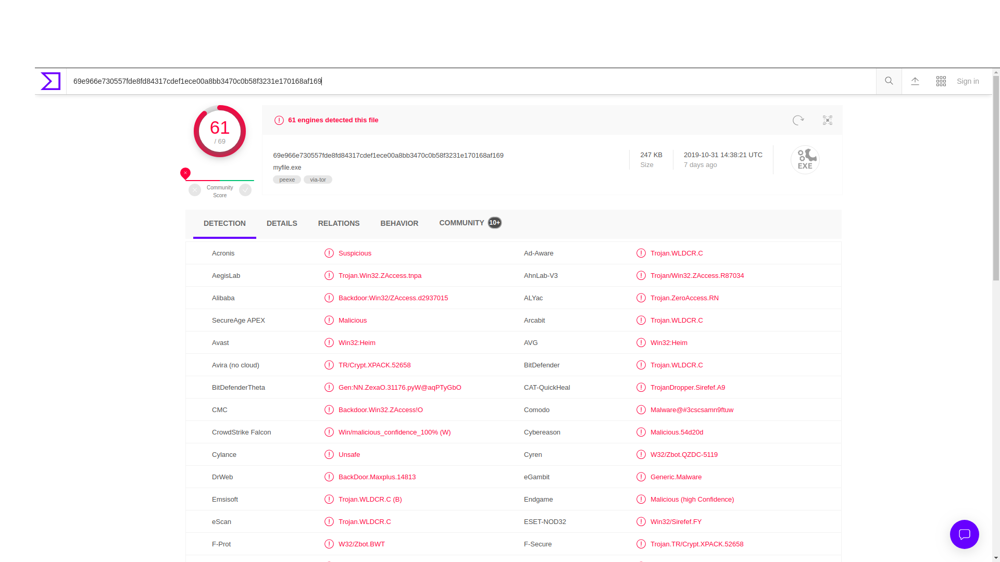 69e966e730557fde8fd84317cdef1ece00a8bb3470c0b58f3231e170168af169
Sign in
61
/ 69
61 engines detected this file
69e966e730557fde8fd84317cdef1ece00a8bb3470c0b58f3231e170168af169
myfile.exe
peexe via-tor
247 KB
Size
2019-10-31 14:38:21 UTC
7 days ago
EXE
Community
Score
DETECTION DETAILS RELATIONS BEHAVIOR COMMUNITY 10+
Acronis Suspicious Ad-Aware Trojan.WLDCR.C
AegisLab Trojan.Win32.ZAccess.tnpa AhnLab-V3 Trojan/Win32.ZAccess.R87034
Alibaba Backdoor:Win32/ZAccess.d2937015 ALYac Trojan.ZeroAccess.RN
SecureAge APEX Malicious Arcabit Trojan.WLDCR.C
Avast Win32:Heim AVG Win32:Heim
Avira (no cloud) TR/Crypt.XPACK.52658 BitDefender Trojan.WLDCR.C
BitDefenderTheta Gen:NN.ZexaO.31176.pyW@aqPTyGbO CAT-QuickHeal TrojanDropper.Sirefef.A9
CMC Backdoor.Win32.ZAccess!O Comodo Malware@#3cscsamn9ftuw
CrowdStrike Falcon Win/malicious_confidence_100% (W) Cybereason Malicious.54d20d
Cylance Unsafe Cyren W32/Zbot.QZDC-5119
DrWeb BackDoor.Maxplus.14813 eGambit Generic.Malware
Emsisoft Trojan.WLDCR.C (B) Endgame Malicious (high Confidence)
eScan Trojan.WLDCR.C ESET-NOD32 Win32/Sirefef.FY
F-Prot W32/Zbot.BWT F-Secure Trojan.TR/Crypt.XPACK.52658